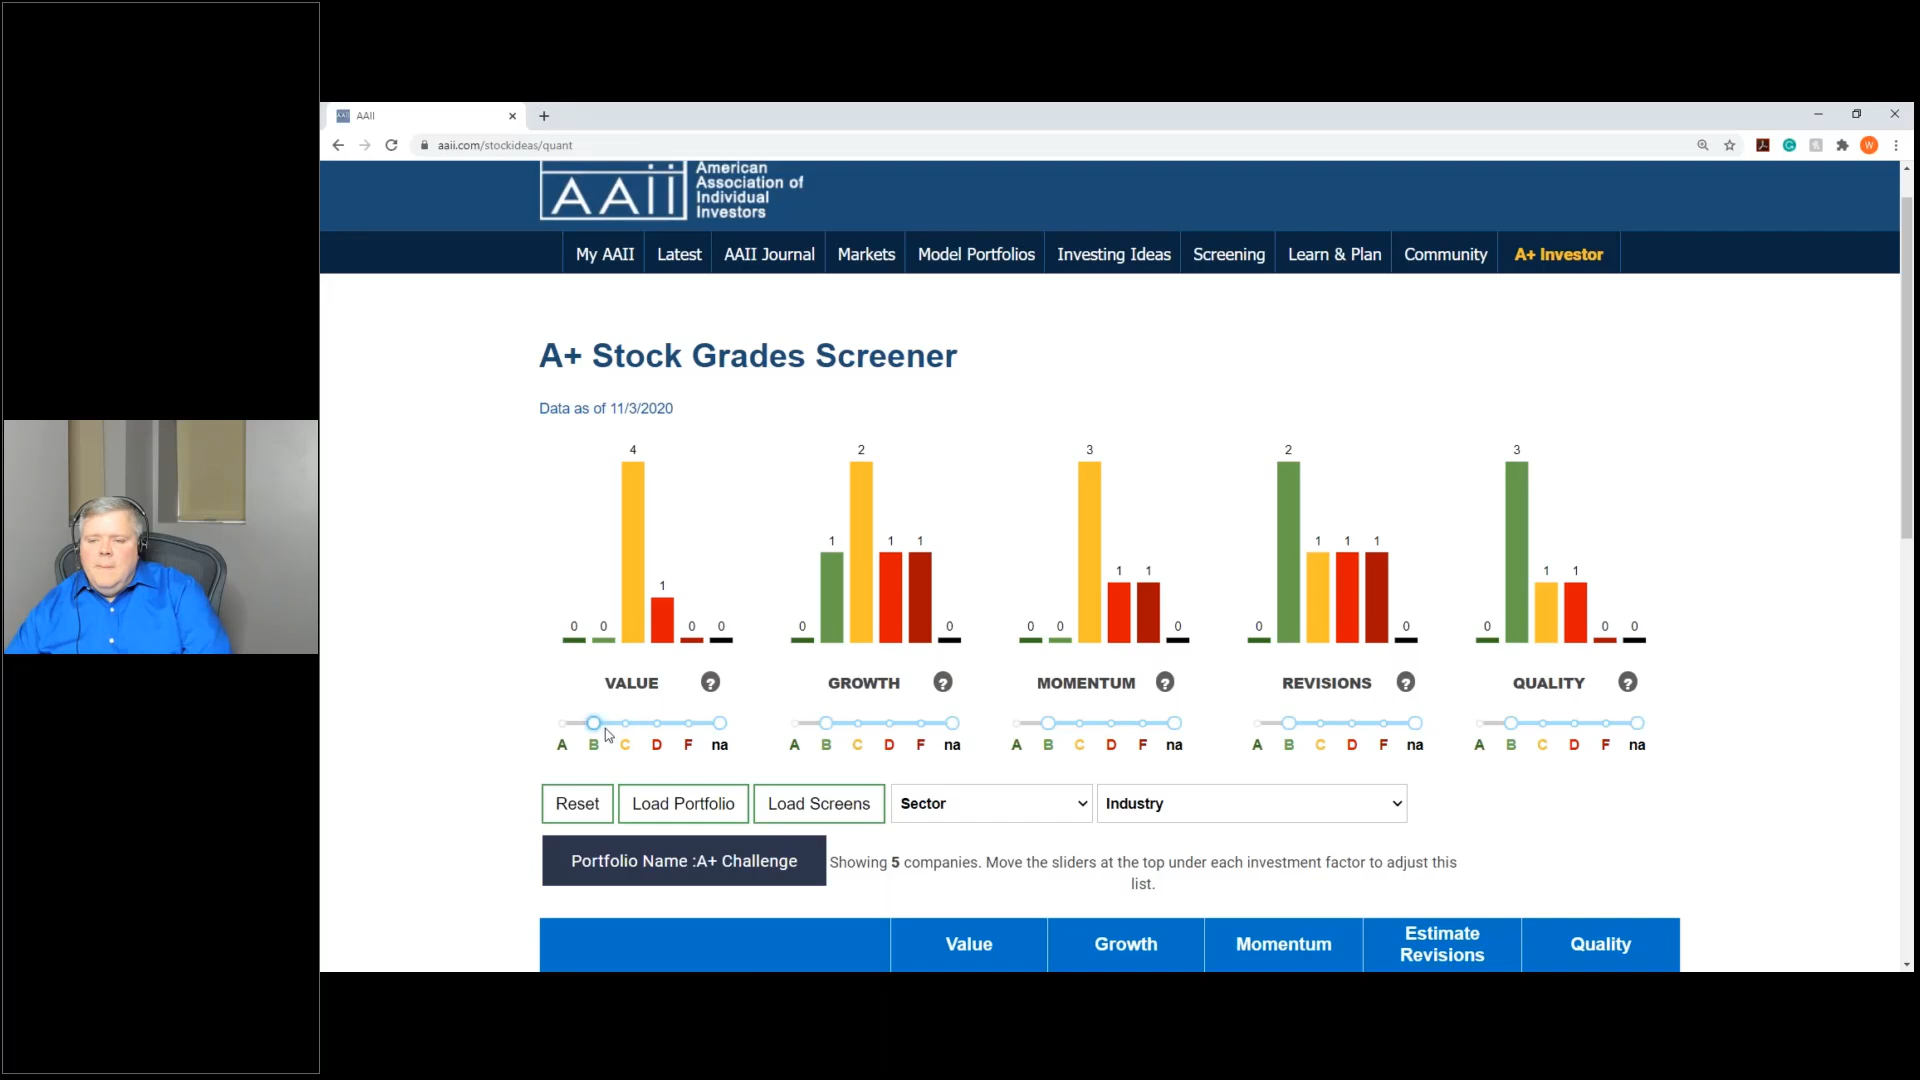 AAII
aaii.com/stockideas/quant
W
AAII
American
Association of
Individual
Investors
My AAII Latest AAII Journal Markets Model Portfolios Investing Ideas Screening Learn & Plan Community A+ Investor
A+ Stock Grades Screener
Data as of 11/3/2020
0 0 4 1 0 0
0 1 2 1 1 0
0 0 3 1 1 0
0 2 1 1 1 0
0 3 1 1 0 0
VALUE ? GROWTH ? MOMENTUM ? REVISIONS ? QUALITY ?
A B C D F na A B C D F na A B C D F na A B C D F na A B C D F na
Reset Load Portfolio Load Screens Sector Industry
Portfolio Name :A+ Challenge
Showing 5 companies. Move the sliders at the top under each investment factor to adjust this
list.
Value Growth Momentum Estimate Revisions Quality